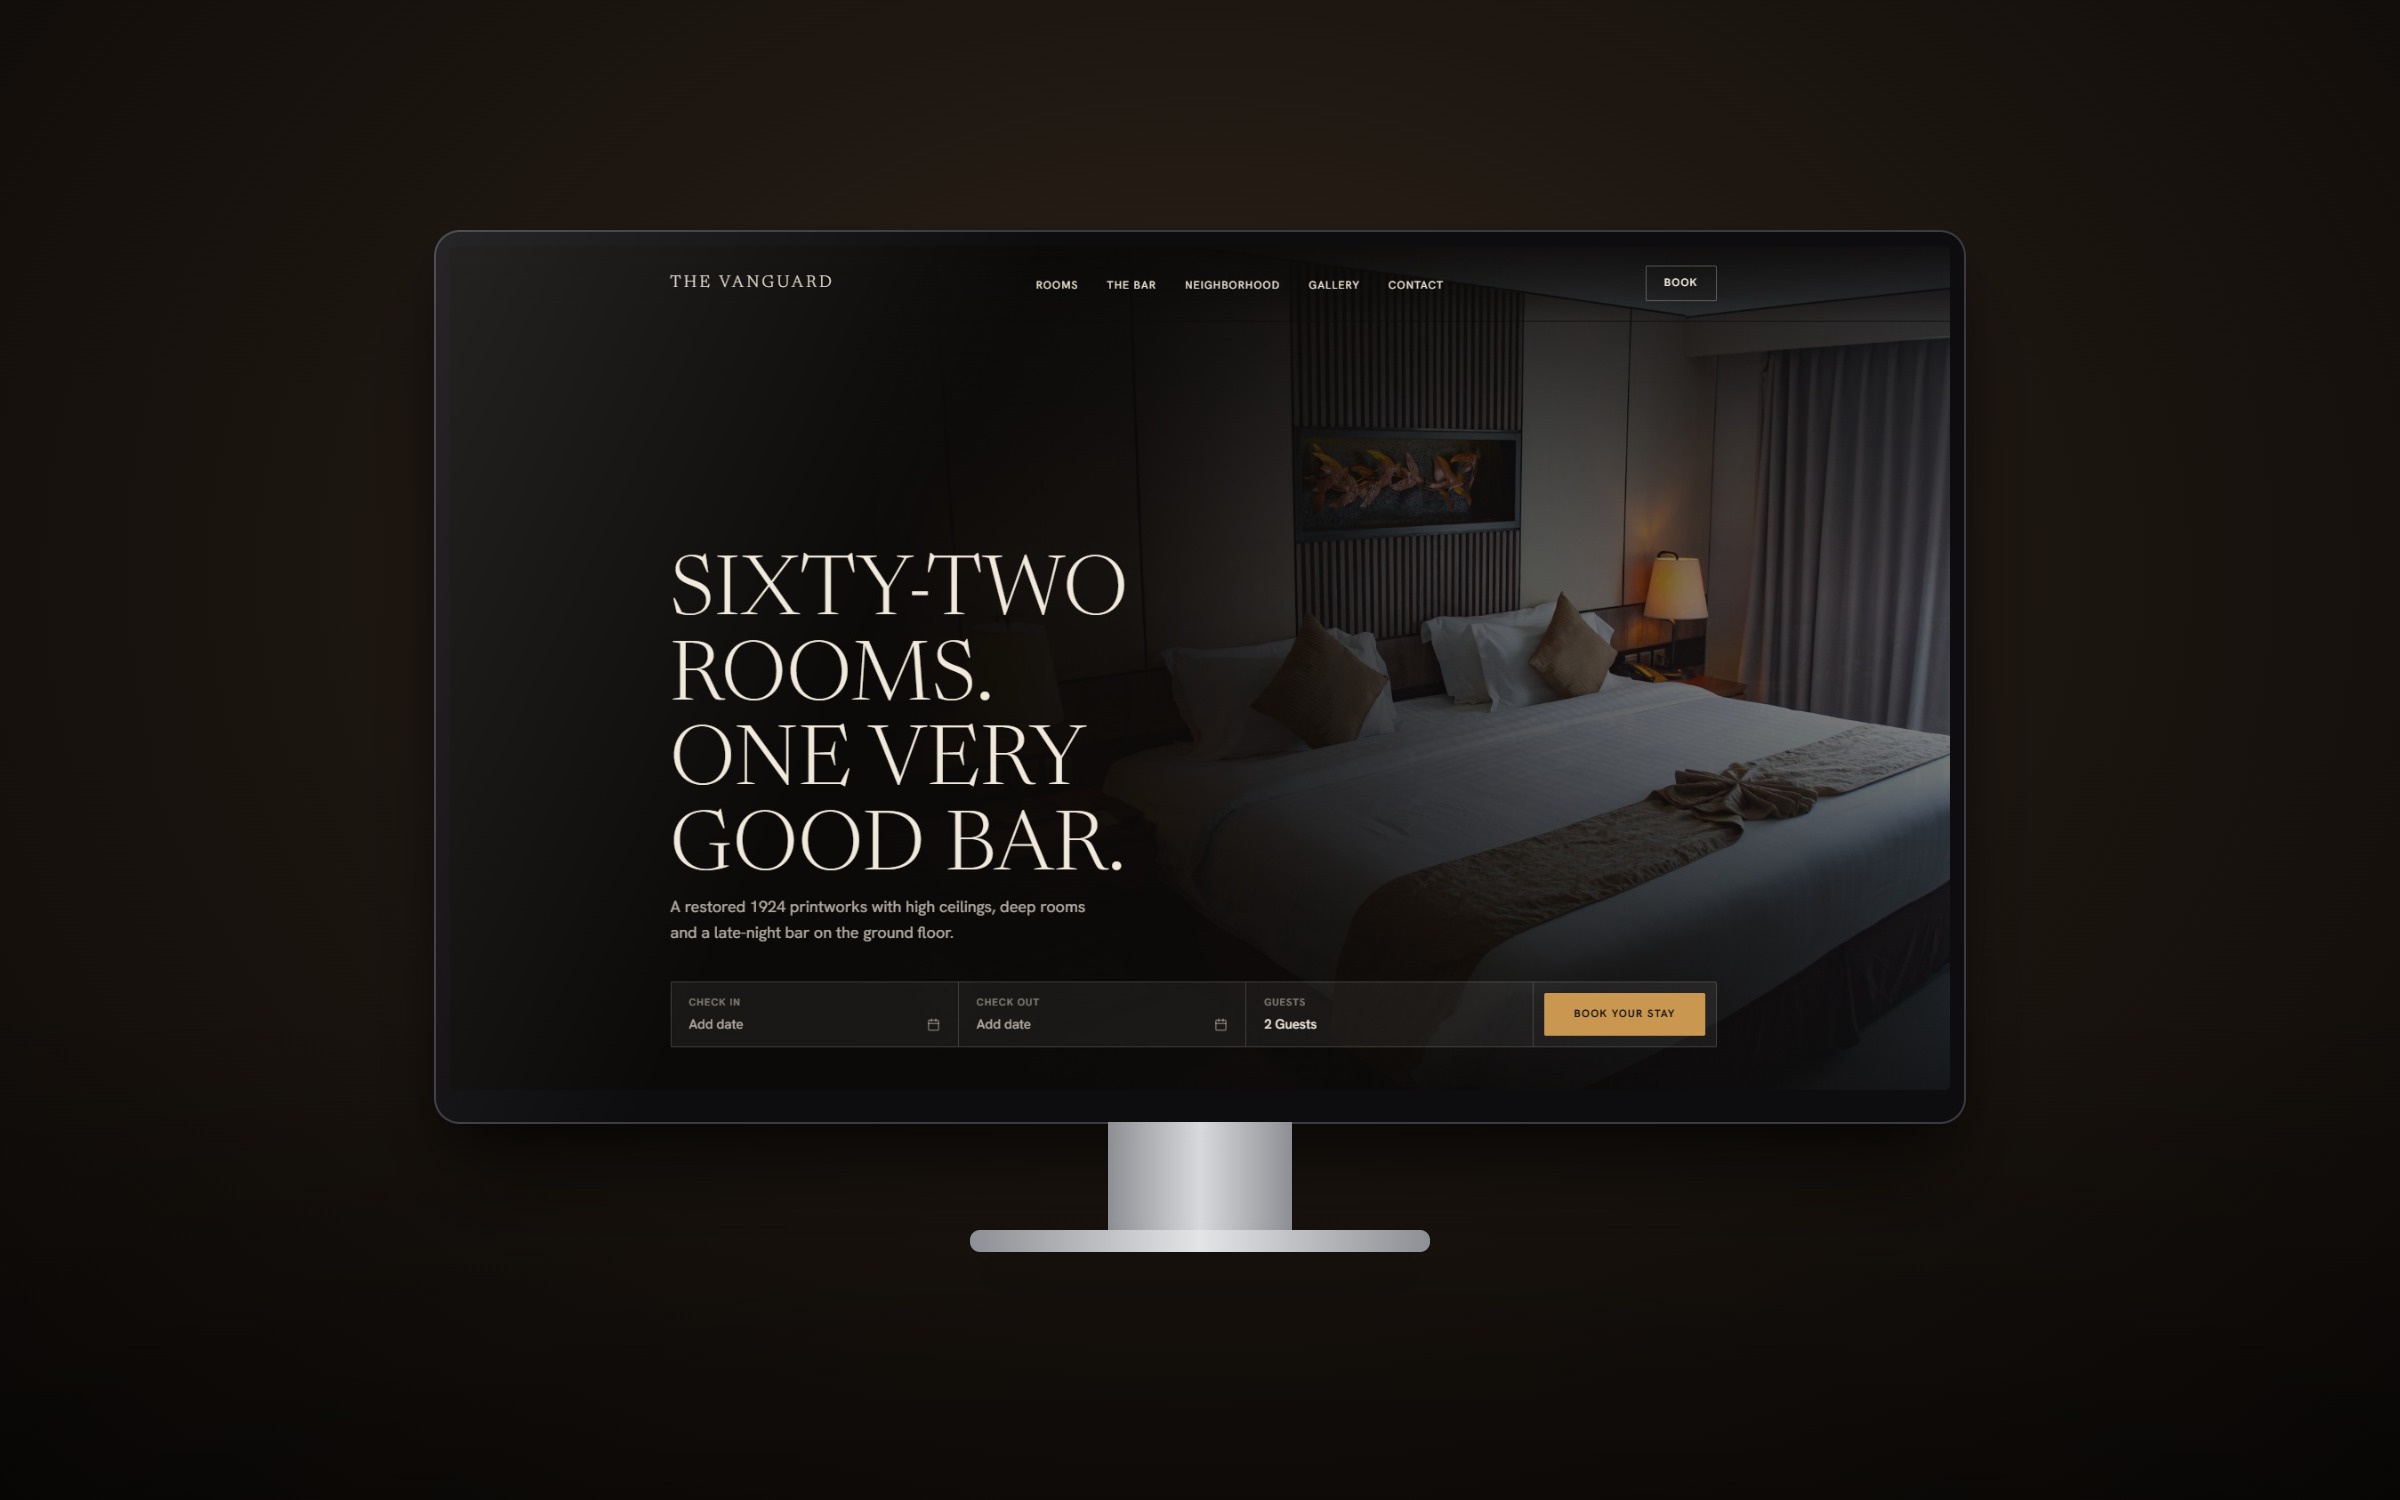 THE VANGUARD
ROOMS THE BAR NEIGHBORHOOD GALLERY CONTACT
BOOK
SIXTY-TWO
ROOMS.
ONE VERY
GOOD BAR.
A restored 1924 printworks with high ceilings, deep rooms
and a late-night bar on the ground floor.
CHECK IN
Add date
CHECK OUT
Add date
GUESTS
2 Guests
BOOK YOUR STAY